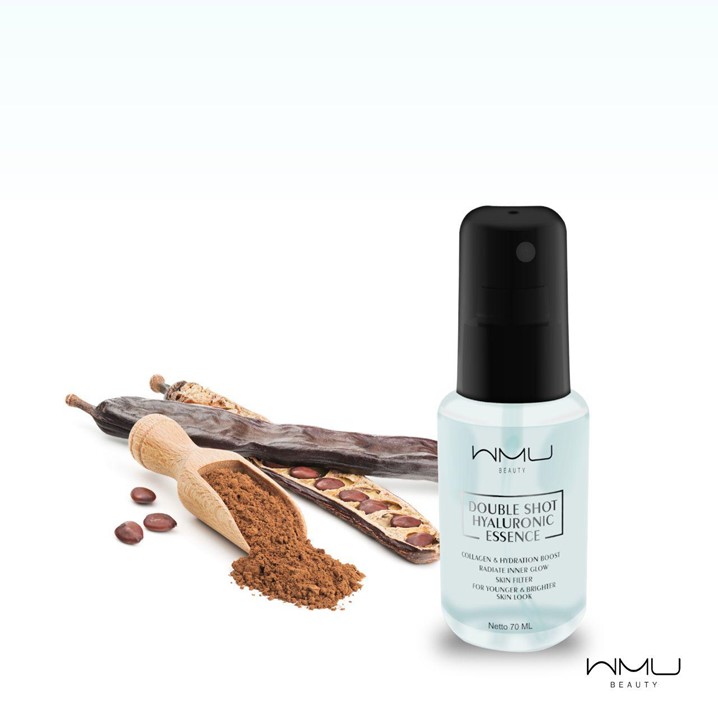 WMU
BEAUTY
DOUBLE SHOT
HYALURONIC
ESSENCE
COLLAGEN & HYDRATION BOOST
RADIATE INNER GLOW
SKIN FILTER
FOR YOUNGER & BRIGHTER
SKIN LOOK
Netto 70 ML
WMU
BEAUTY